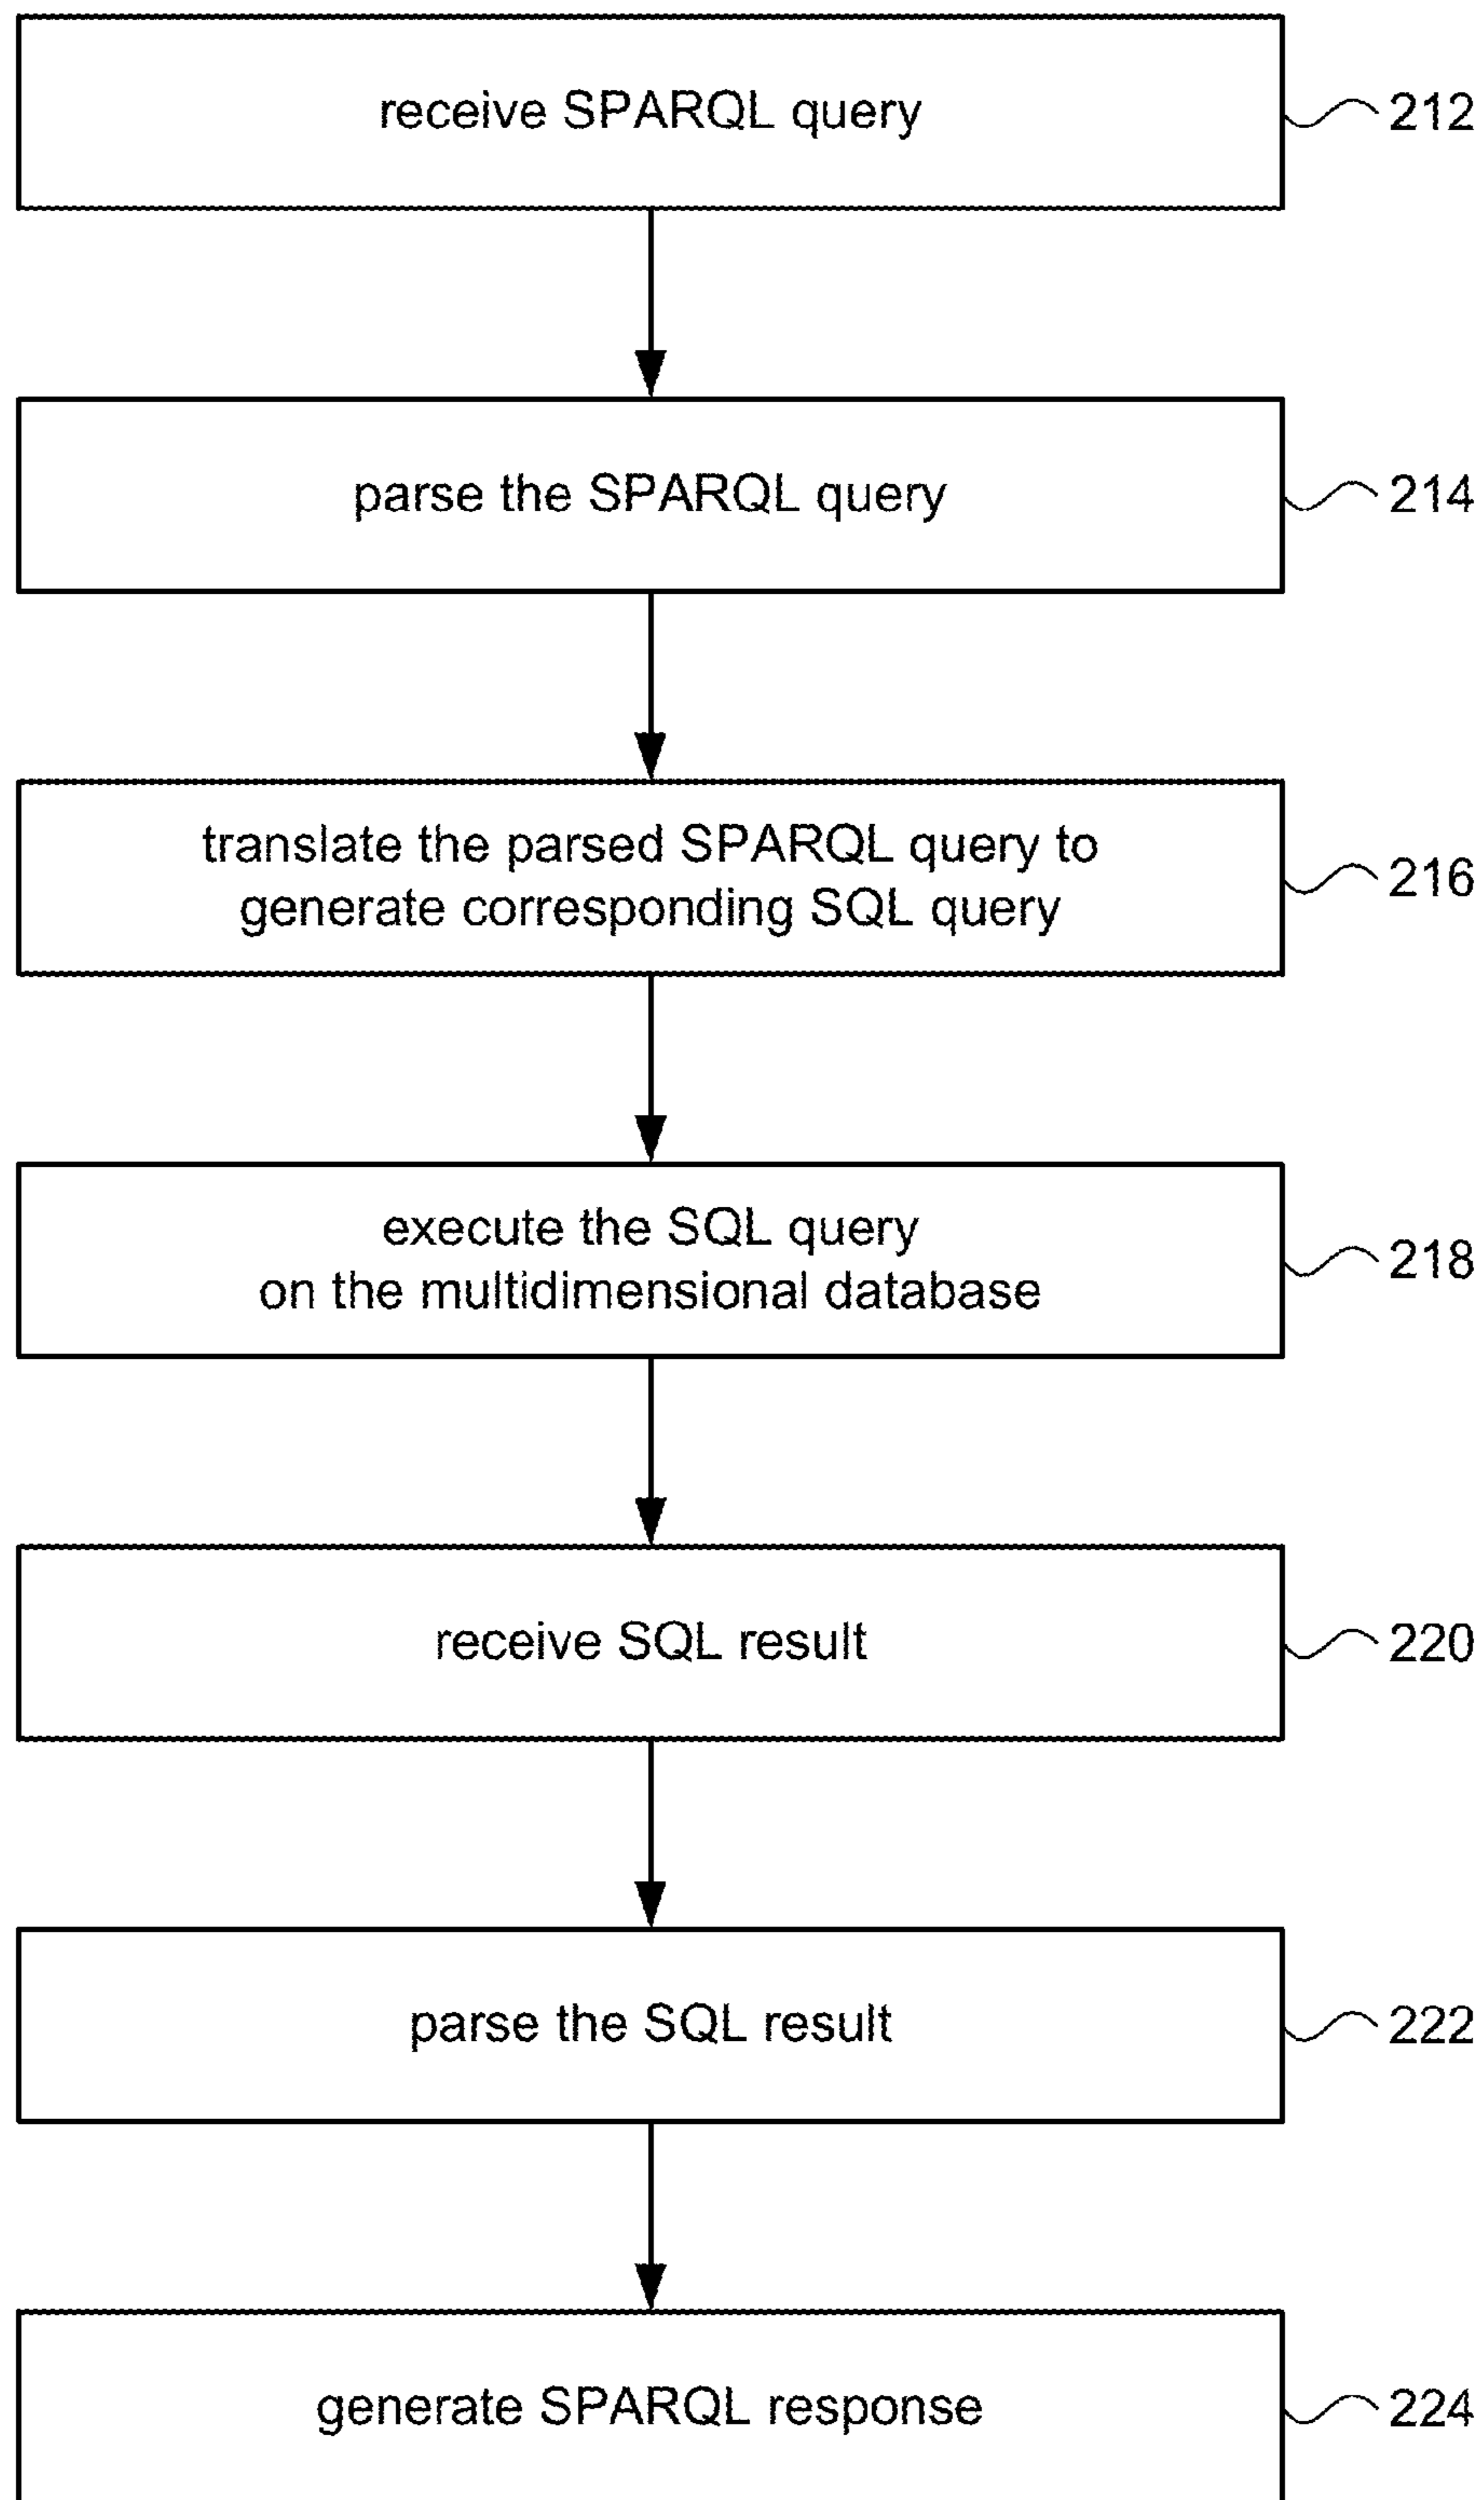 receive SPARQL query
212
parse the SPARQL query
214
translate the parsed SPARQL query to
generate corresponding SQL query
216
execute the SQL query
on the multidimensional database
218
receive SQL result
220
parse the SQL result
222
generate SPARQL response
224